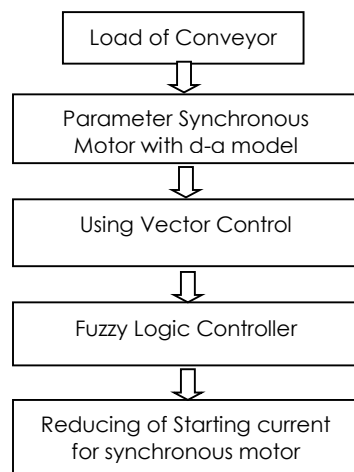 Load of Conveyor
Parameter Synchronous
Motor with d-a model
Using Vector Control
Fuzzy Logic Controller
Reducing of Starting current
for synchronous motor